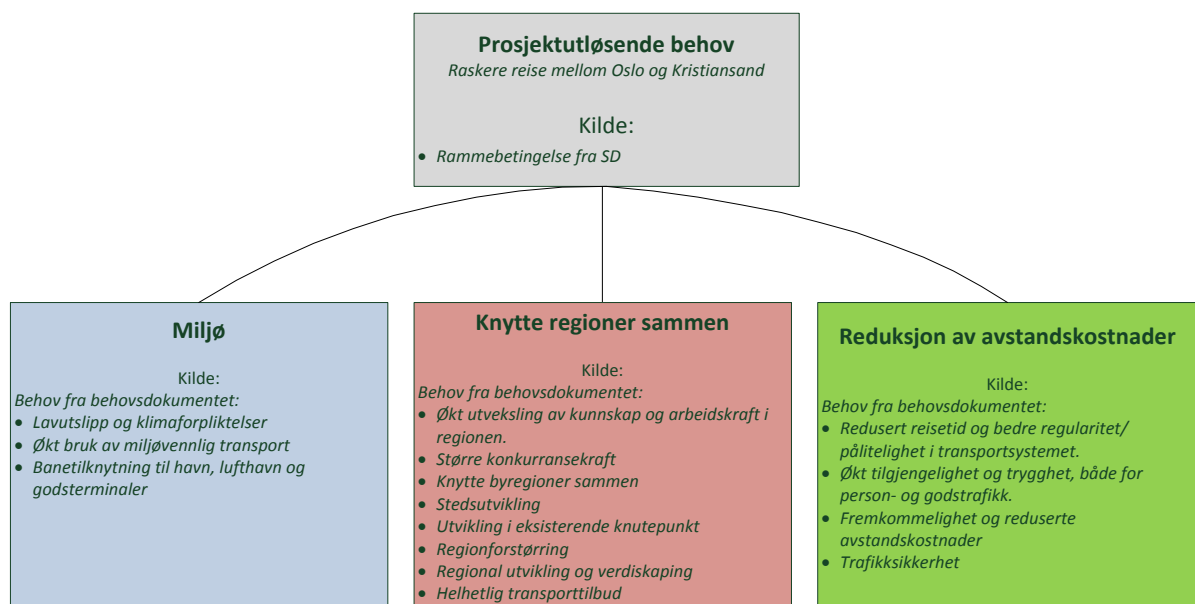 Prosjektutløsende behov
Raskere reise mellom Oslo og Kristiansand
Kilde:
• Rammebetingelse fra SD
Miljø
Kilde:
Behov fra behovsdokumentet:
• Lavutslipp og klimaforpliktelser
• Økt bruk av miljøvennlig transport
• Banetilknytning til havn, lufthavn og
godsterminaler
Knytte regioner sammen
Kilde:
Behov fra behovsdokumentet:
• Økt utveksling av kunnskap og arbeidskraft i
regionen.
• Større konkurransekraft
• Knytte byregioner sammen
• Stedsutvikling
• Utvikling i eksisterende knutepunkt
• Regionforstørring
• Regional utvikling og verdiskaping
• Helhetlig transporttilbud
Reduksjon av avstandskostnader
Kilde:
Behov fra behovsdokumentet:
• Redusert reisetid og bedre regularitet/
pålitelighet i transportsystemet.
• Økt tilgjengelighet og trygghet, både for
person- og godstrafikk.
• Fremkommelighet og reduserte
avstandskostnader
• Trafikksikkerhet